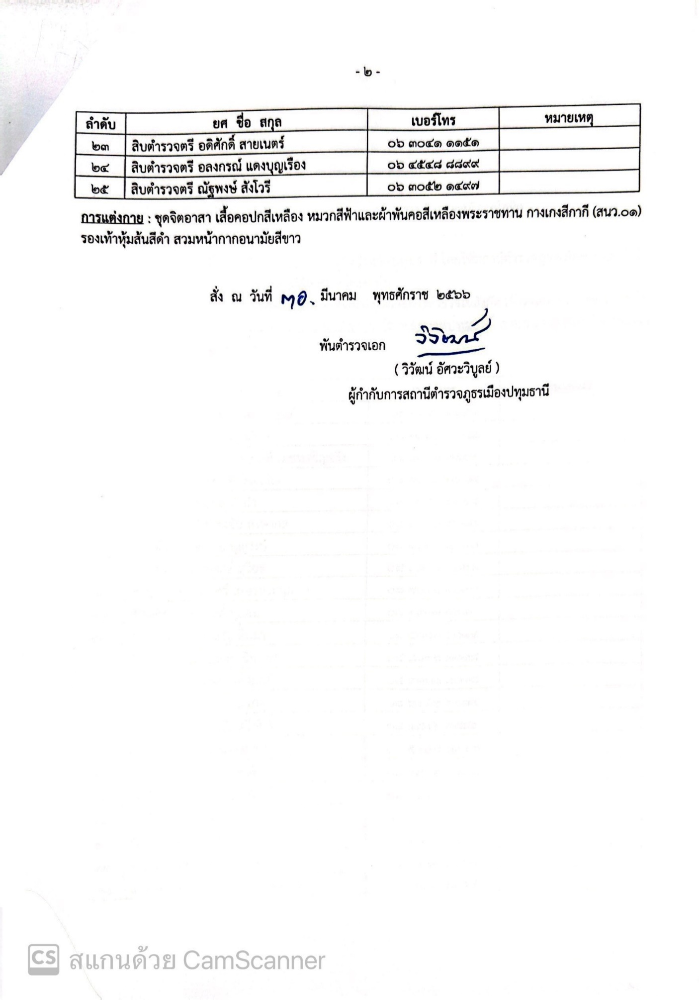 - ๒ -
ลำดับ ยศ ชื่อ สกุล เบอร์โทร หมายเหตุ
๒๓ สิบตำรวจตรี อดิศักดิ์ สายเนตร์ ๐๖ ๓๐๔๑ ๑๑๕๑
๒๔ สิบตำรวจตรี อลงกรณ์ แดงบุญเรือง ๐๖ ๔๕๔๘ ๘๘๙๙
๒๕ สิบตำรวจตรี ณัฐพงษ์ สังโวรี ๐๖ ๓๐๕๒ ๑๔๙๗
การแต่งกาย : ชุดจิตอาสา เสื้อคอปกสีเหลือง หมวกสีฟ้าและผ้าพันคอสีเหลืองพระราชทาน กางเกงสีกากี (สนว.๐๑)
รองเท้าหุ้มส้นสีดำ สวมหน้ากากอนามัยสีขาว
สั่ง ณ วันที่ ๓๐ มีนาคม พุทธศักราช ๒๕๖๖
พันตำรวจเอก
( วิวัฒน์ อัศวะวิบูลย์ )
ผู้กำกับการสถานีตำรวจภูธรเมืองปทุมธานี
CS สแกนด้วย CamScanner